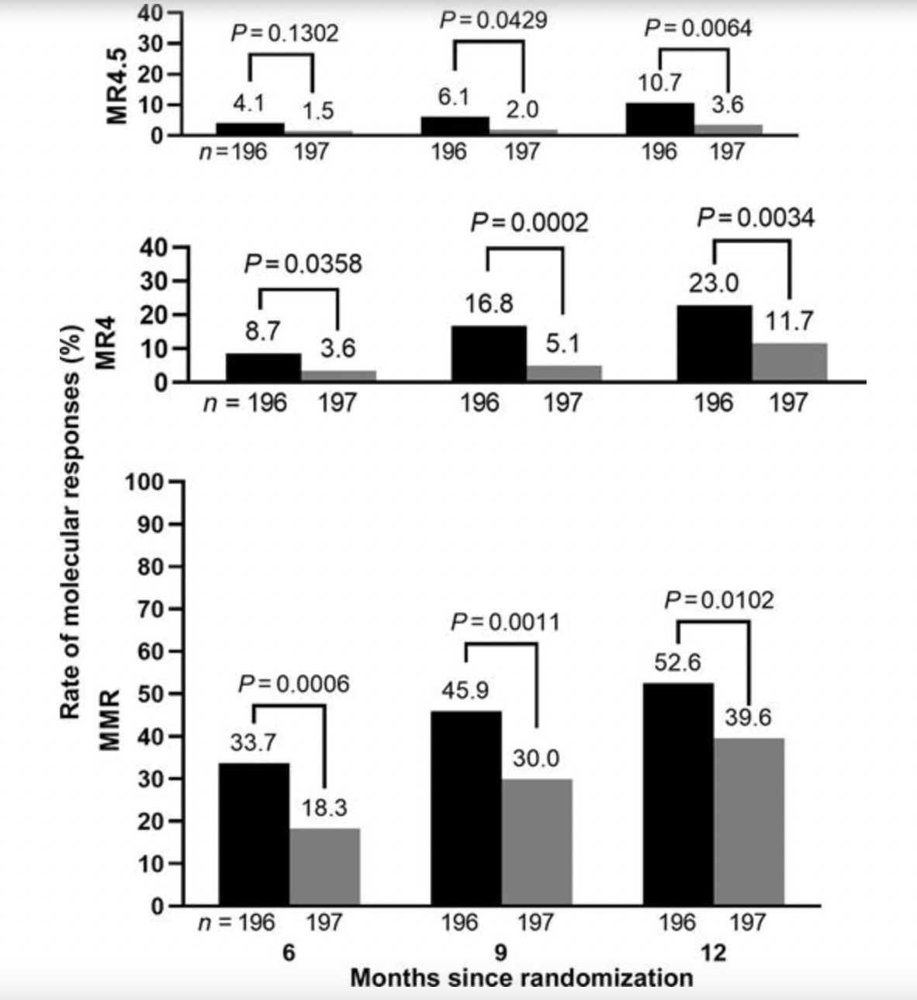 MR4.5
40
30
20
10
0
P = 0.1302
P = 0.0429
P = 0.0064
4.1
1.5
6.1
2.0
10.7
3.6
n = 196 197 196 197 196 197
Rate of molecular responses (%)
MR4
40
30
20
10
0
P = 0.0358
P = 0.0002
P = 0.0034
8.7
3.6
16.8
5.1
23.0
11.7
n = 196 197 196 197 196 197
MMR
100
90
80
70
60
50
40
30
20
10
0
P = 0.0006
P = 0.0011
P = 0.0102
33.7
18.3
45.9
30.0
52.6
39.6
n = 196 197 196 197 196 197
6 9 12
Months since randomization